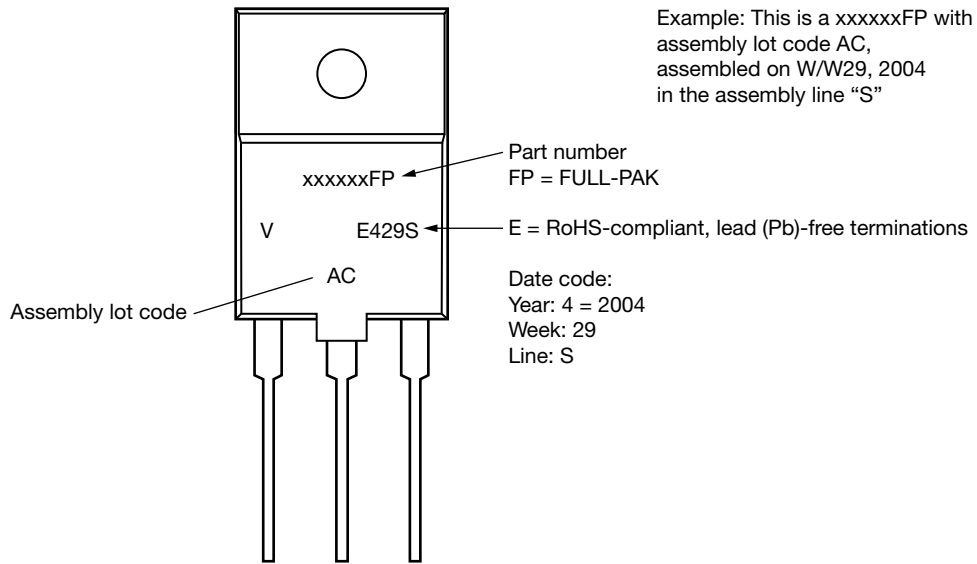 Example: This is a xxxxxxFP with
assembly lot code AC,
assembled on W/W29, 2004
in the assembly line “S”
Part number
FP = FULL-PAK
xxxxxxFP
V
E429S
E = RoHS-compliant, lead (Pb)-free terminations
AC
Assembly lot code
Date code:
Year: 4 = 2004
Week: 29
Line: S